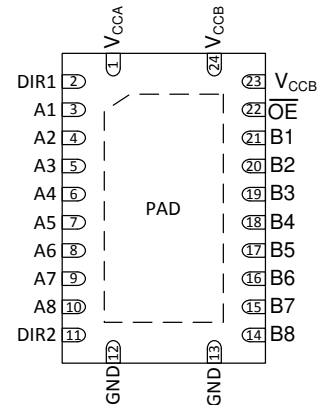 VCCA VCCB
1 24
DIR1 2 23 VCCB
A1 3 22 OE
A2 4 21 B1
A3 5 20 B2
A4 6 19 B3
A5 7 18 B4
A6 8 17 B5
A7 9 16 B6
A8 10 15 B7
DIR2 11 14 B8
PAD
12 13
GND GND